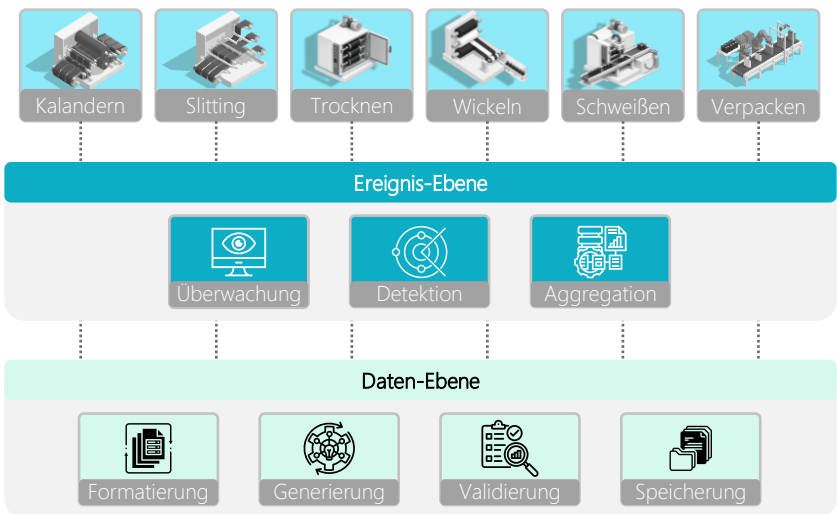 Kalandern
Slitting
Trocknen
Wickeln
Schweißen
Verpacken
Ereignis-Ebene
Überwachung
Detektion
Aggregation
Daten-Ebene
Formatierung
Generierung
Validierung
Speicherung